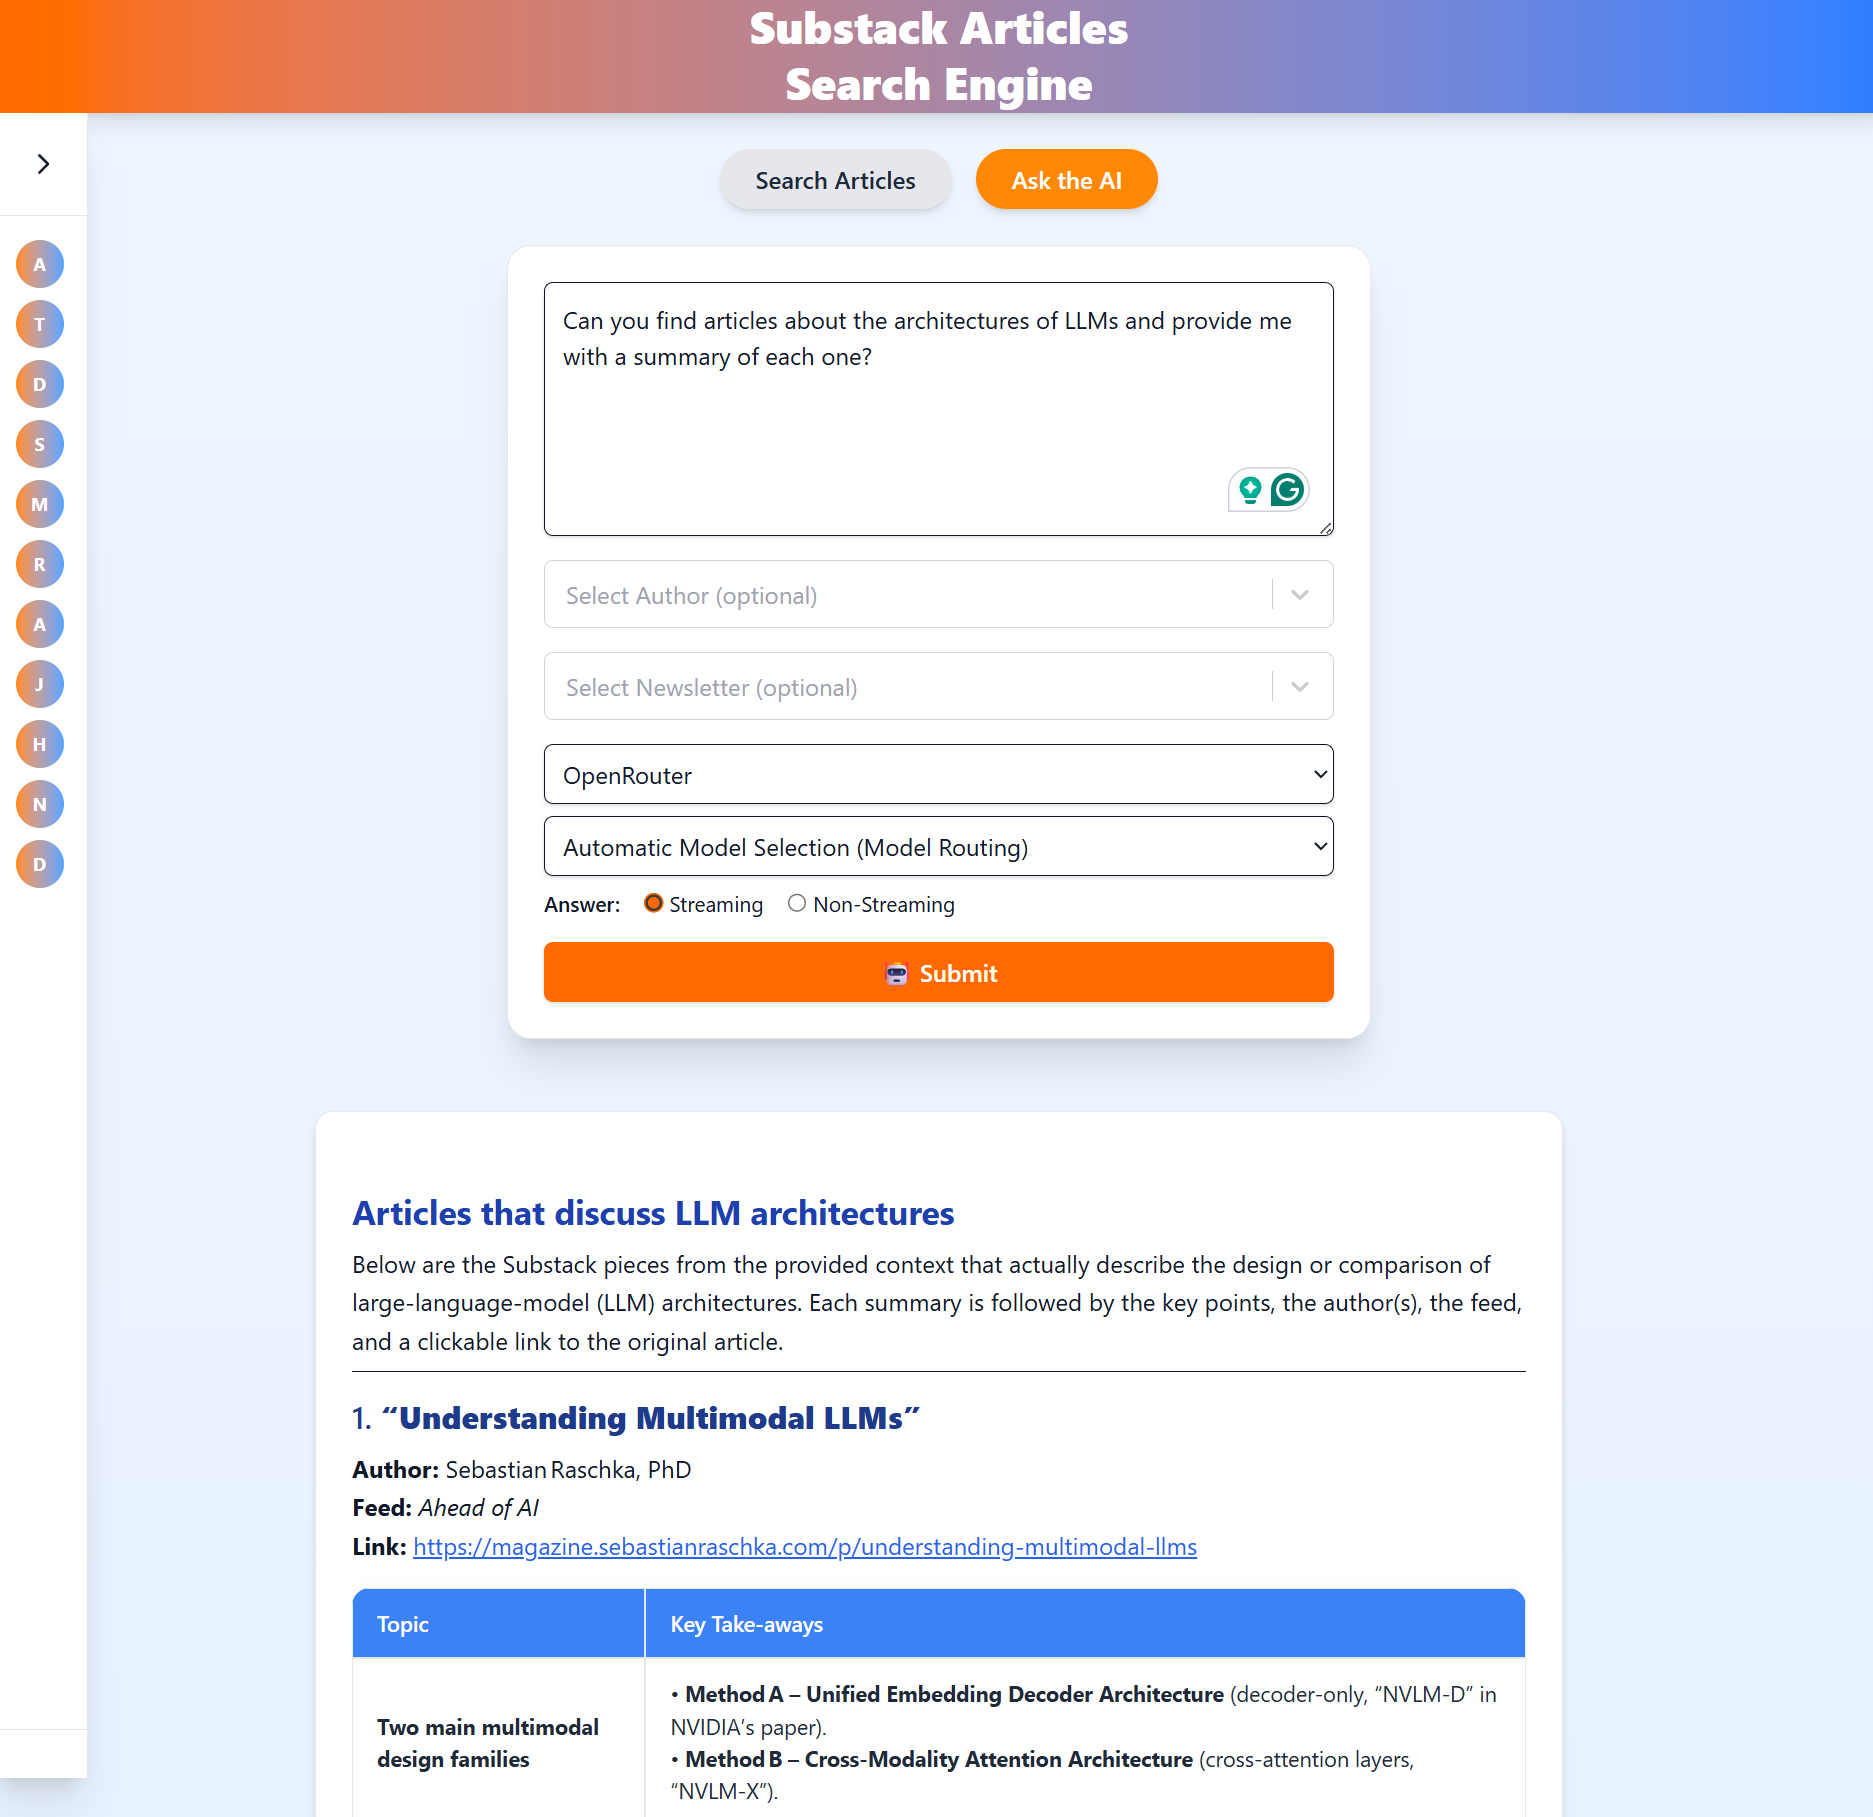 Substack Articles
Search Engine
Search Articles
Ask the AI
A
T
D
S
M
R
A
J
H
N
D
Can you find articles about the architectures of LLMs and provide me
with a summary of each one?
Select Author (optional)
Select Newsletter (optional)
OpenRouter
Automatic Model Selection (Model Routing)
Answer: Streaming Non-Streaming
Submit
Articles that discuss LLM architectures
Below are the Substack pieces from the provided context that actually describe the design or comparison of
large-language-model (LLM) architectures. Each summary is followed by the key points, the author(s), the feed,
and a clickable link to the original article.
1. “Understanding Multimodal LLMs”
Author: Sebastian Raschka, PhD
Feed: Ahead of AI
Link: https://magazine.sebastianraschka.com/p/understanding-multimodal-llms
Topic
Key Take-aways
Two main multimodal
design families
• Method A – Unified Embedding Decoder Architecture (decoder-only, “NVLM-D” in
NVIDIA’s paper).
• Method B – Cross-Modality Attention Architecture (cross-attention layers,
“NVLM-X”).